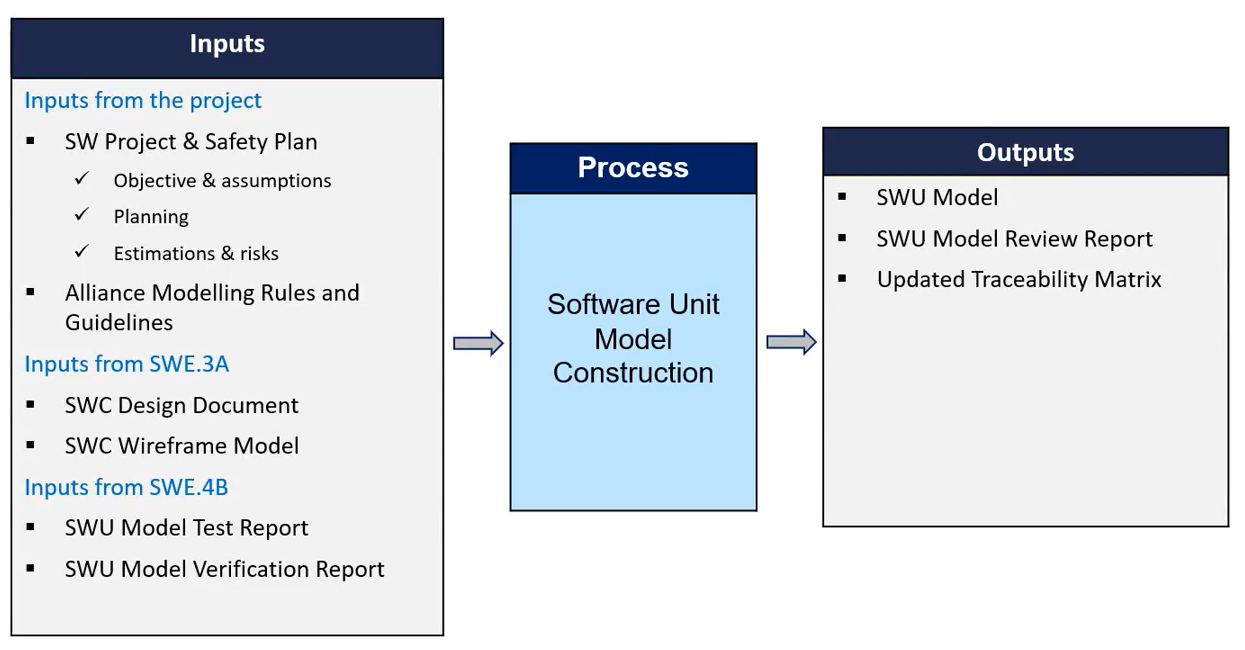 Inputs
Inputs from the project
SW Project & Safety Plan
Objective & assumptions
Planning
Estimations & risks
Alliance Modelling Rules and
Guidelines
Inputs from SWE.3A
SWC Design Document
SWC Wireframe Model
Inputs from SWE.4B
SWU Model Test Report
SWU Model Verification Report
Process
Software Unit
Model
Construction
Outputs
SWU Model
SWU Model Review Report
Updated Traceability Matrix